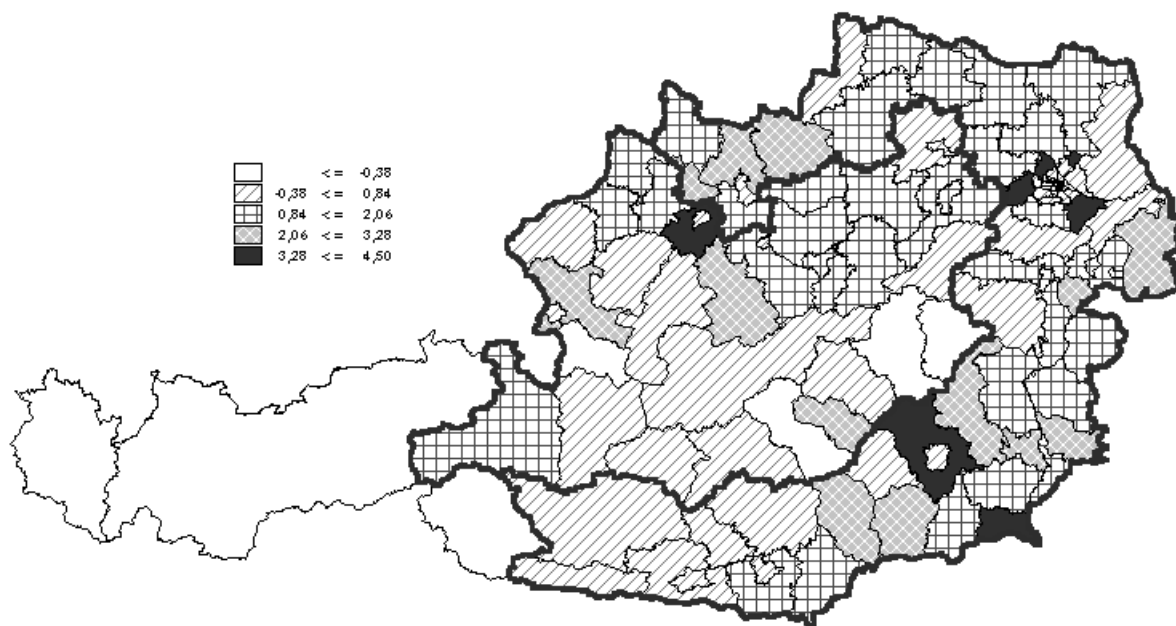 <= -0,38
-0,38 <= 0,84
0,84 <= 2,06
2,06 <= 3,28
3,28 <= 4,50